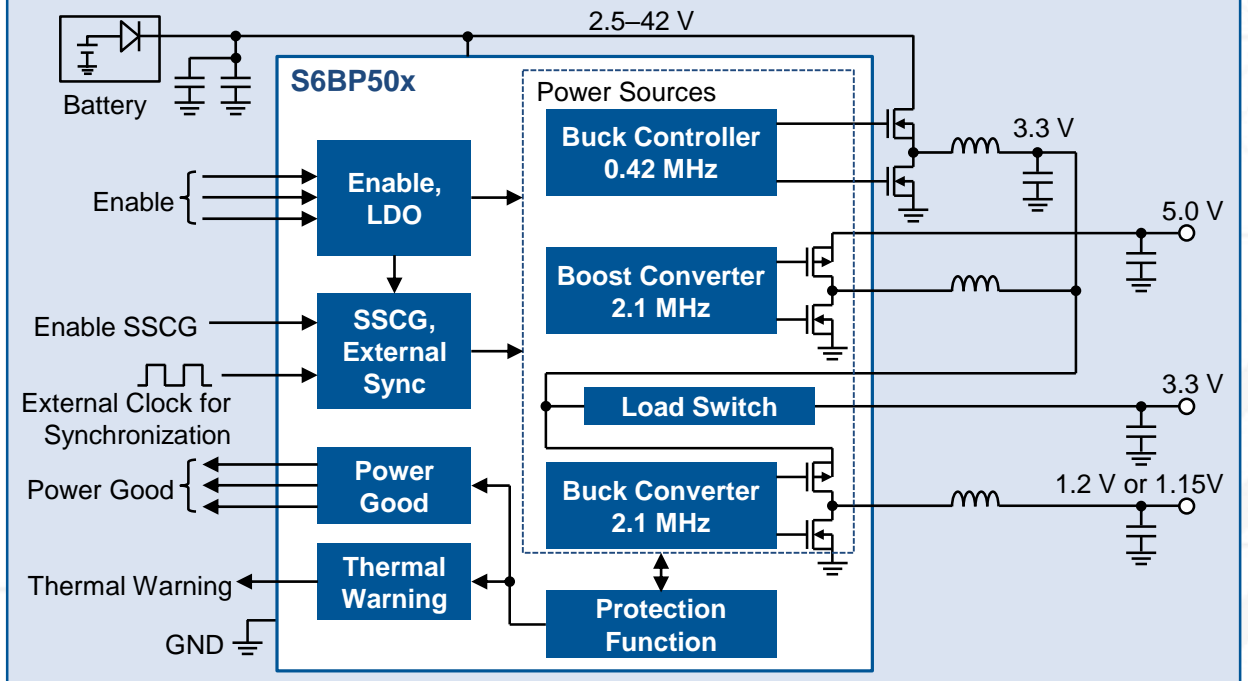 2.5–42 V
Battery
S6BP50x
Power Sources
Buck Controller
0.42 MHz
3.3 V
Enable
Enable,
LDO
5.0 V
Boost Converter
2.1 MHz
Enable SSCG
SSCG,
External
Sync
External Clock for
Synchronization
Load Switch
3.3 V
Power Good
Power
Good
Buck Converter
2.1 MHz
1.2 V or 1.15V
Thermal Warning
Thermal
Warning
Protection
Function
GND